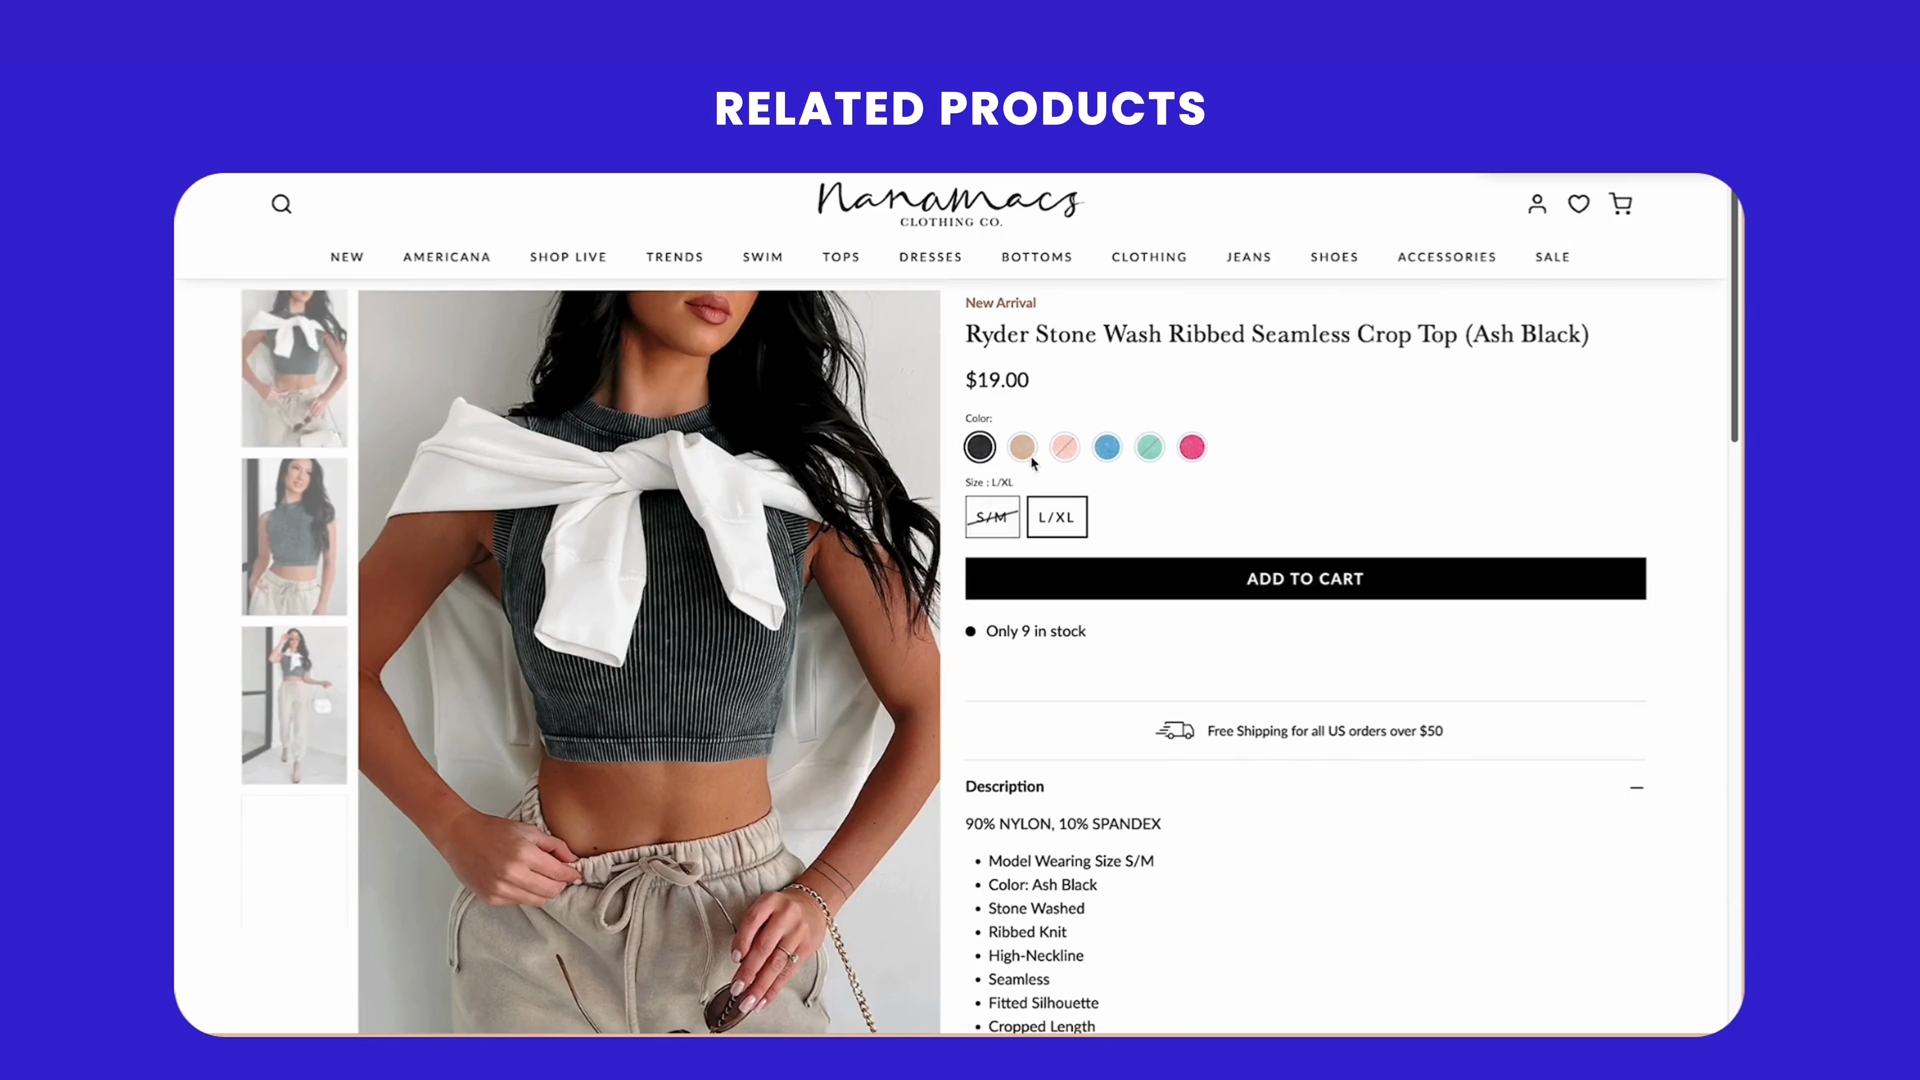 RELATED PRODUCTS
Nanamacs
CLOTHING CO.
NEW AMERICANA SHOP LIVE TRENDS SWIM TOPS DRESSES BOTTOMS CLOTHING JEANS SHOES ACCESSORIES SALE
New Arrival
Ryder Stone Wash Ribbed Seamless Crop Top (Ash Black)
$19.00
Color:
Size : L/XL
S/M L/XL
ADD TO CART
Only 9 in stock
Free Shipping for all US orders over $50
Description
90% NYLON, 10% SPANDEX
• Model Wearing Size S/M
• Color: Ash Black
• Stone Washed
• Ribbed Knit
• High-Neckline
• Seamless
• Fitted Silhouette
• Cropped Length